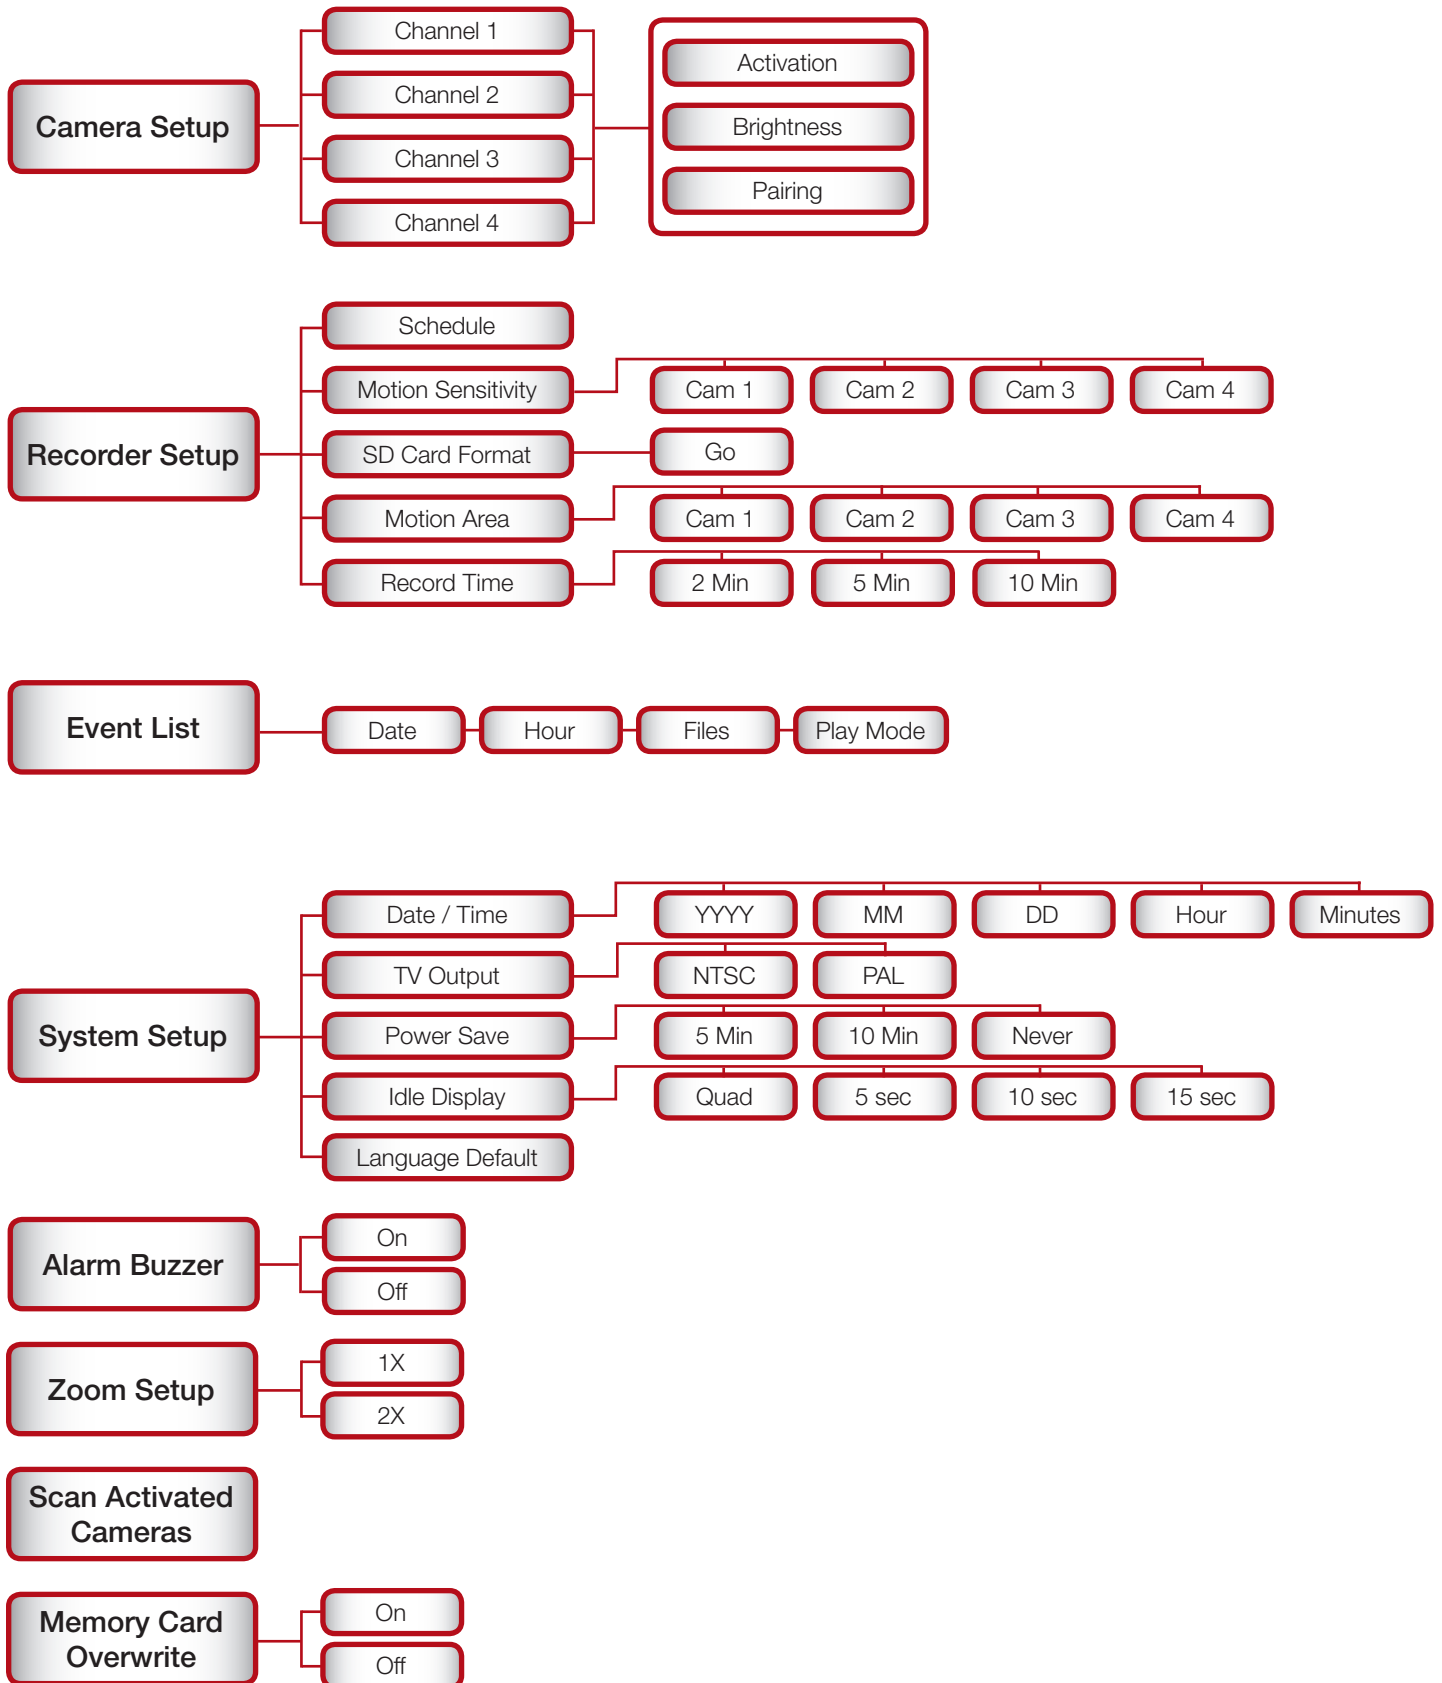 Camera Setup
Channel 1
Channel 2
Channel 3
Channel 4
Activation
Brightness
Pairing
Recorder Setup
Schedule
Motion Sensitivity
Cam 1
Cam 2
Cam 3
Cam 4
SD Card Format
Go
Motion Area
Cam 1
Cam 2
Cam 3
Cam 4
Record Time
2 Min
5 Min
10 Min
Event List
Date
Hour
Files
Play Mode
System Setup
Date / Time
YYYY
MM
DD
Hour
Minutes
TV Output
NTSC
PAL
Power Save
5 Min
10 Min
Never
Idle Display
Quad
5 sec
10 sec
15 sec
Language Default
Alarm Buzzer
On
Off
Zoom Setup
1X
2X
Scan Activated
Cameras
Memory Card
Overwrite
On
Off